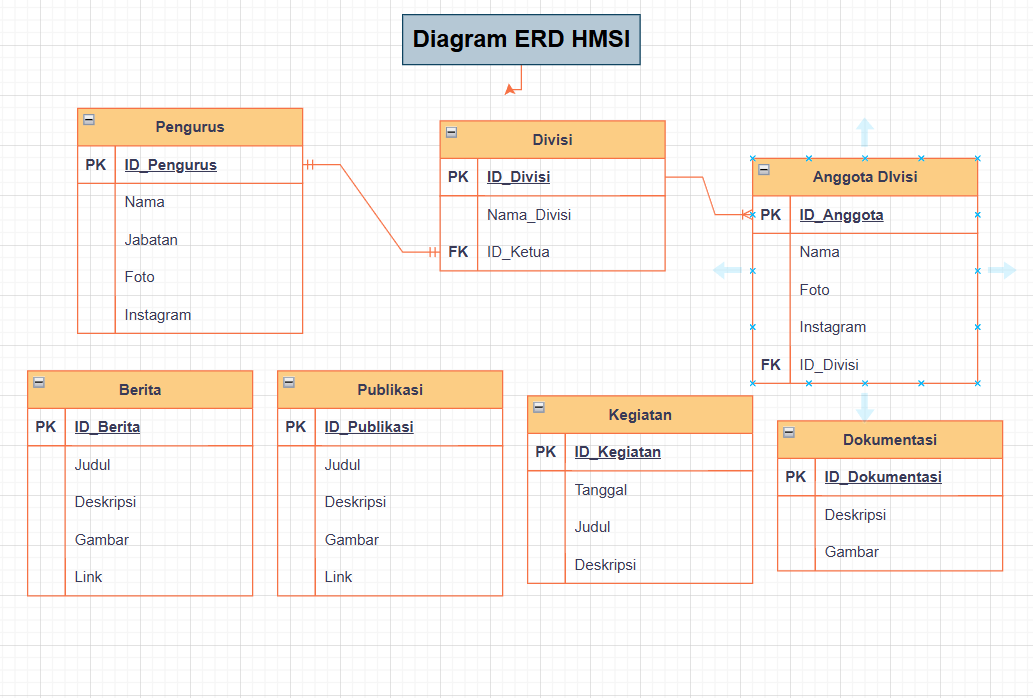 Diagram ERD HMSI
Pengurus
PK ID_Pengurus
Nama
Jabatan
Foto
Instagram
Divisi
PK ID_Divisi
Nama_Divisi
FK ID_Ketua
Anggota DIvisi
PK ID_Anggota
Nama
Foto
Instagram
FK ID_Divisi
Berita
PK ID_Berita
Judul
Deskripsi
Gambar
Link
Publikasi
PK ID_Publikasi
Judul
Deskripsi
Gambar
Link
Kegiatan
PK ID_Kegiatan
Tanggal
Judul
Deskripsi
Dokumentasi
PK ID_Dokumentasi
Deskripsi
Gambar